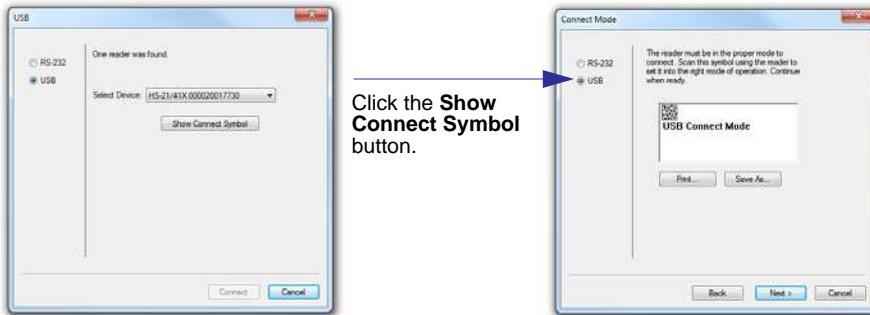 USB
RS-232
USB
One reader was found.
Select Device: HS-21/41X 000020017730
Show Connect Symbol
Connect
Cancel
Click the Show
Connect Symbol
button.
Connect Mode
RS-232
USB
The reader must be in the proper mode to
connect. Scan this symbol using the reader to
set it into the right mode of operation. Continue
when ready.
USB Connect Mode
Print...
Save As...
Back
Next >
Cancel